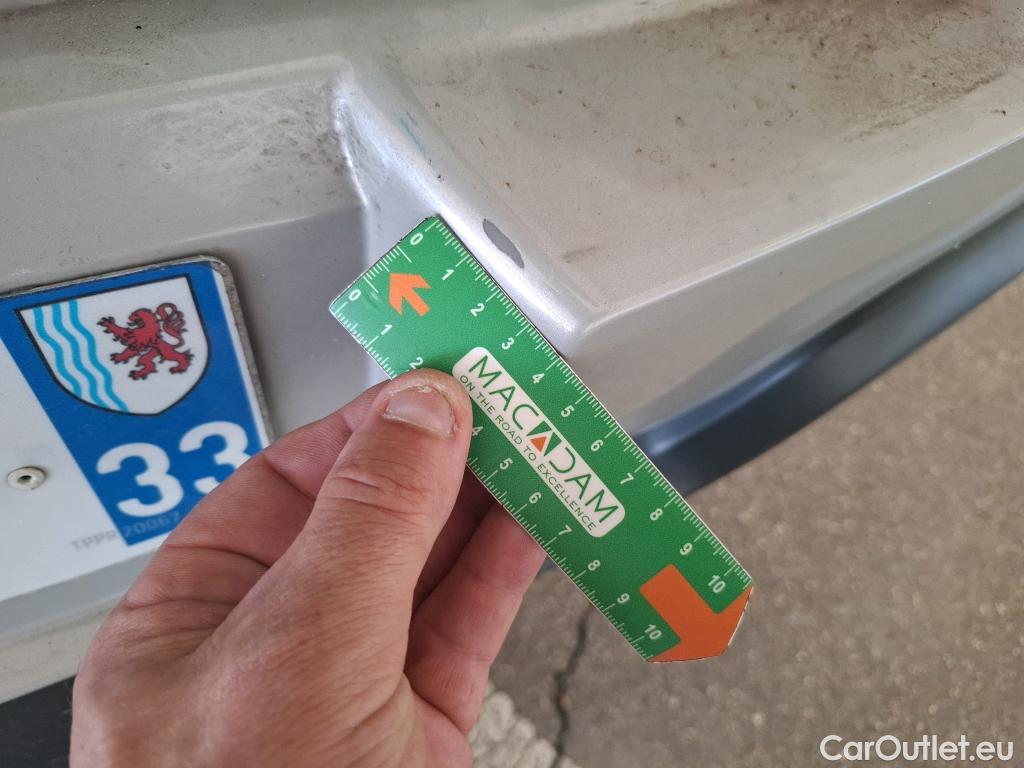 0 1 2 3 4 5 6 7 8 9 10
0 1 2 4 5 6 7 8 9 10
MACADAM
ON THE ROAD TO EXCELLENCE
33
TPPR 20067
CarOutlet.eu